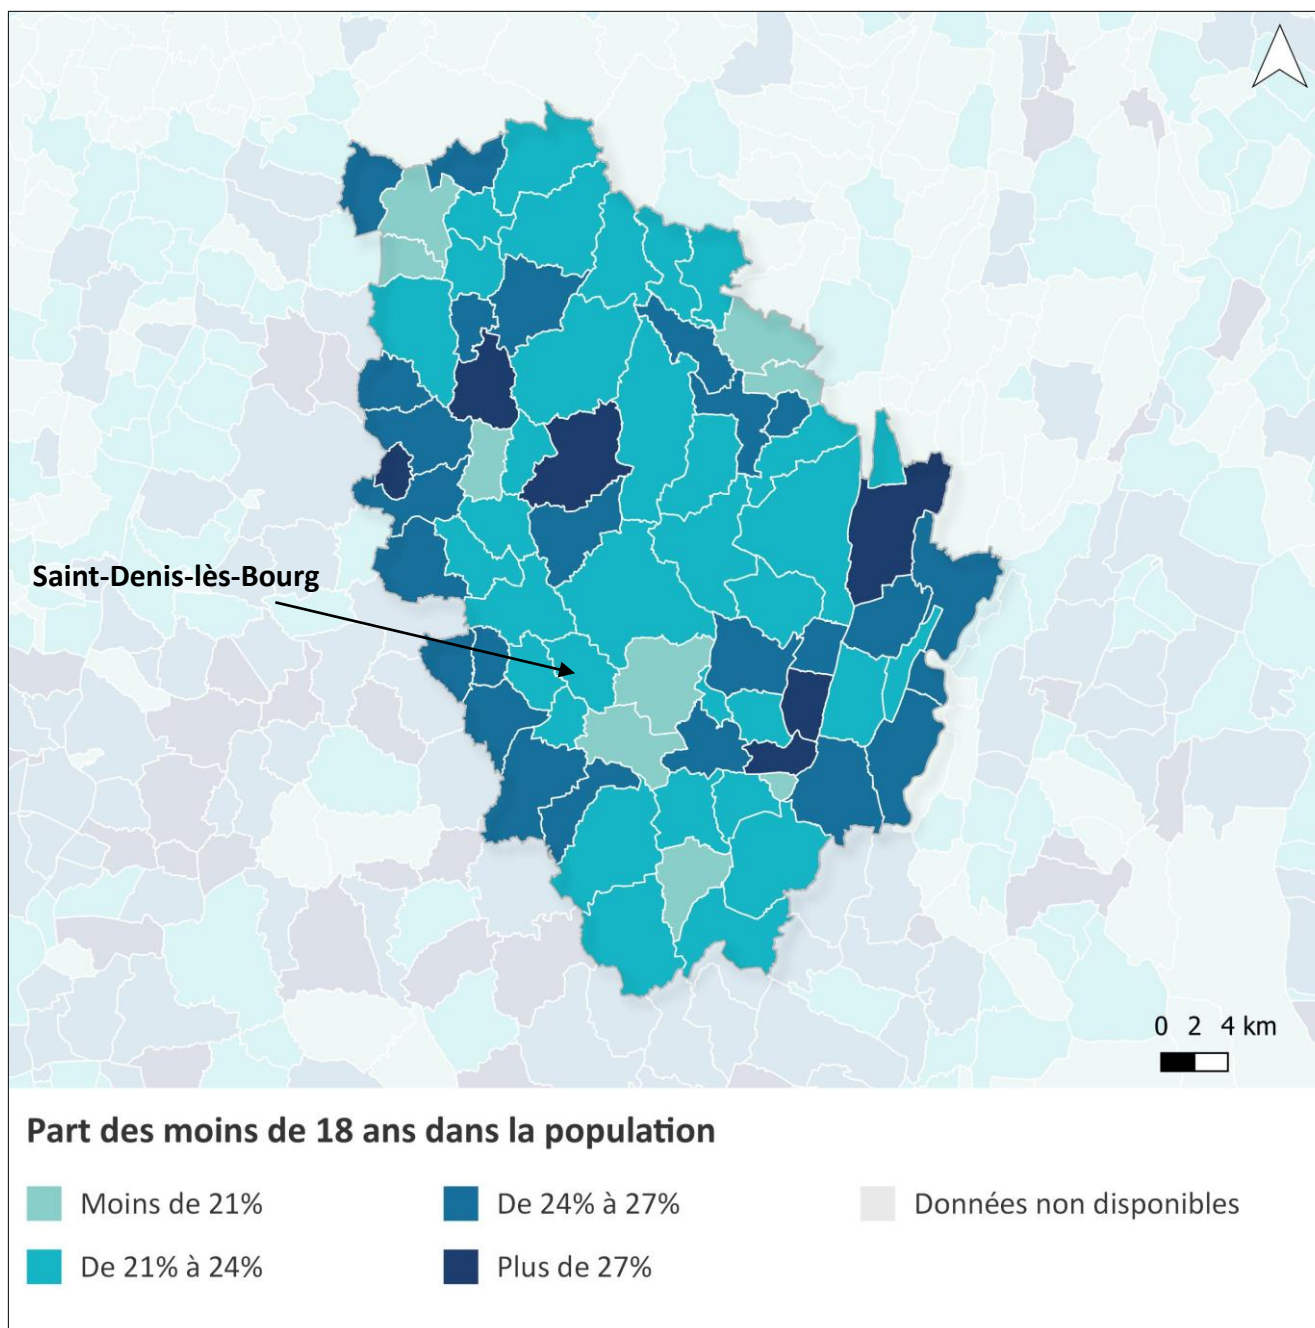 Saint-Denis-lès-Bourg
0 2 4 km
Part des moins de 18 ans dans la population
Moins de 21%
De 24% à 27%
Données non disponibles
De 21% à 24%
Plus de 27%